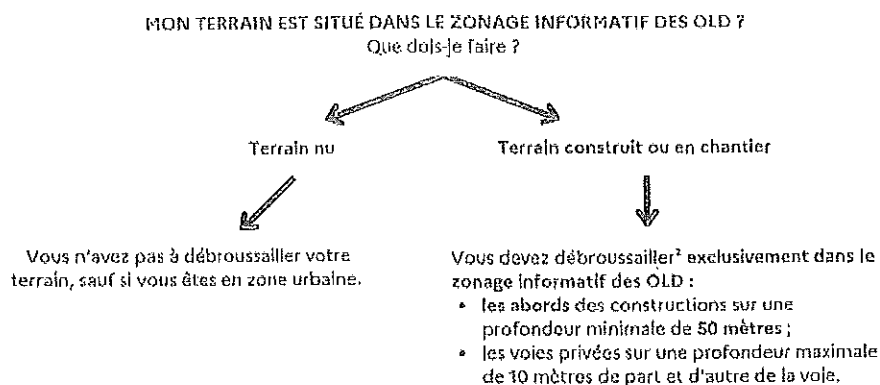 MON TERRAIN EST SITUÉ DANS LE ZONAGE INFORMATIF DES OLD ?
Que dois-je faire ?
Terrain nu
Terrain construit ou en chantier
Vous n'avez pas à débroussailler votre
terrain, sauf si vous êtes en zone urbaine.
Vous devez débroussailler² exclusivement dans le
zonage informatif des OLD :
• les abords des constructions sur une
profondeur minimale de 50 mètres ;
• les voies privées sur une profondeur maximale
de 10 mètres de part et d'autre de la voie.